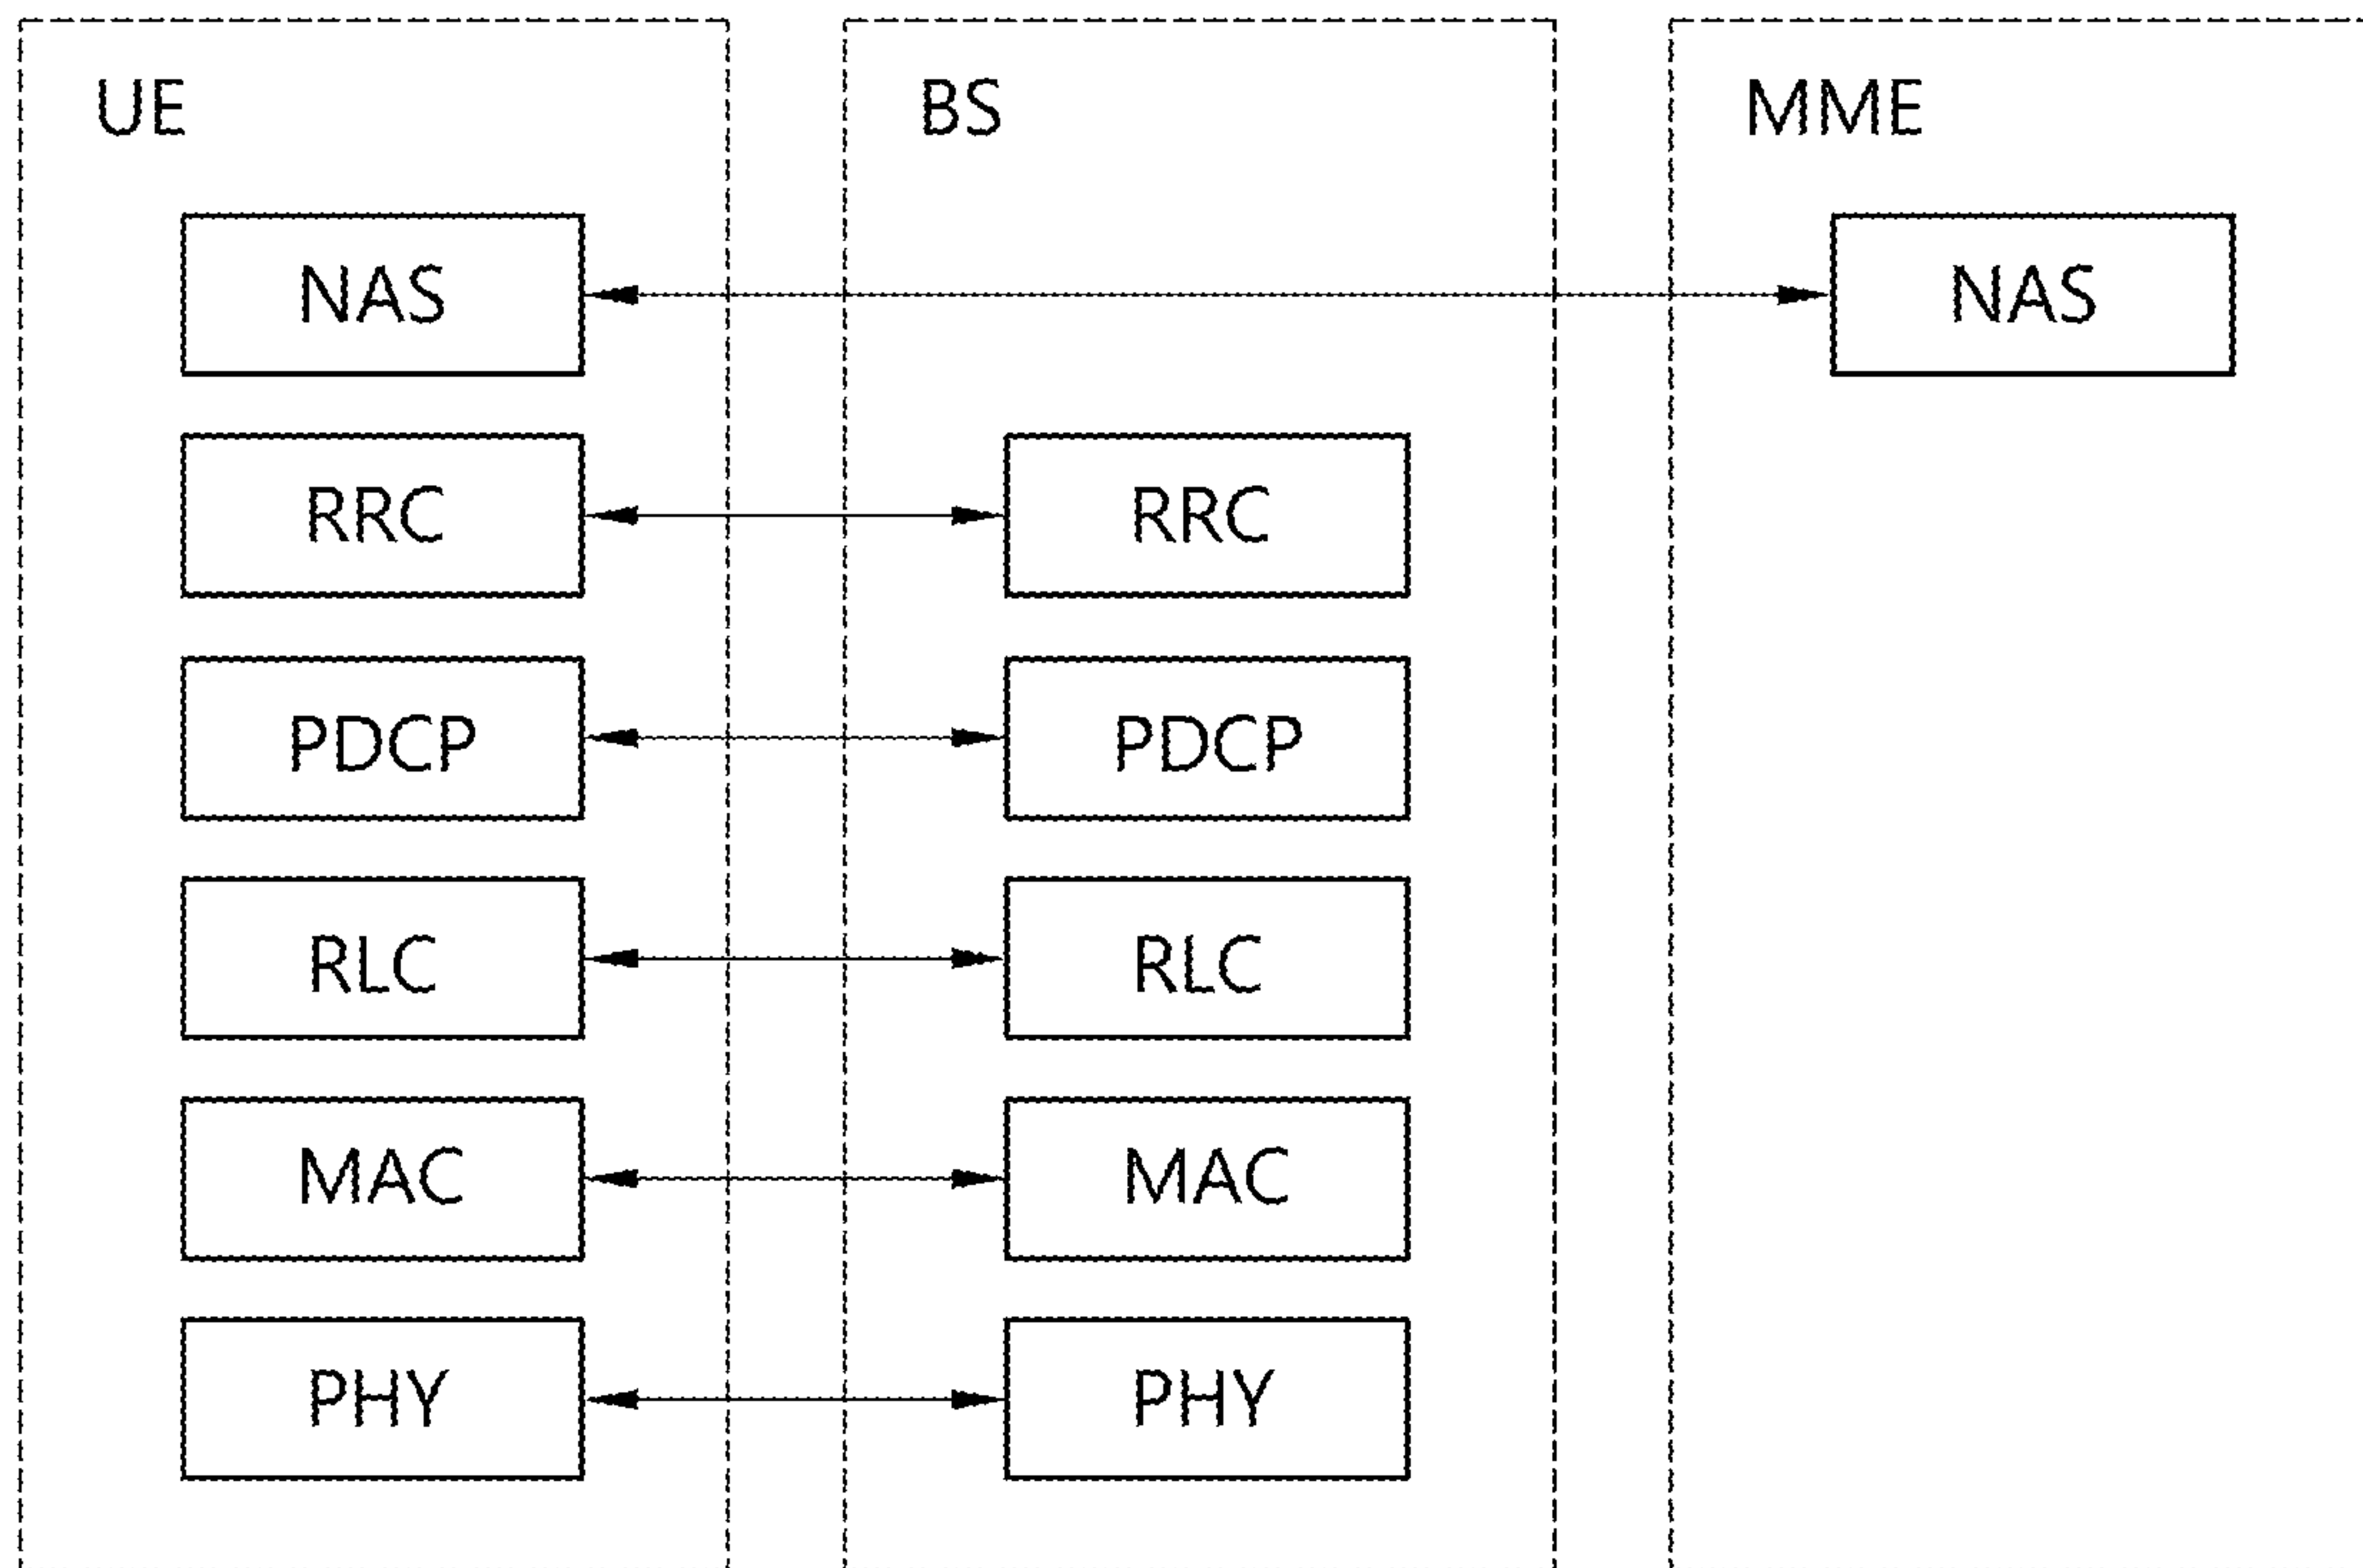 UE BS MME
NAS NAS
RRC RRC
PDCP PDCP
RLC RLC
MAC MAC
PHY PHY